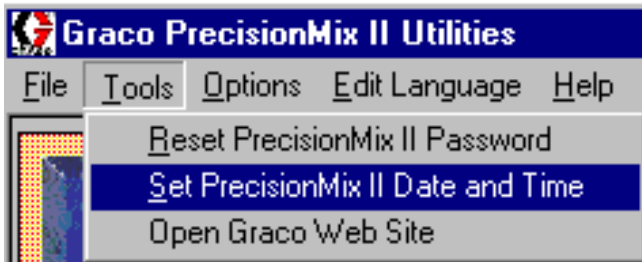 Graco PrecisionMix II Utilities
File Tools Options Edit Language Help
Reset PrecisionMix II Password
Set PrecisionMix II Date and Time
Open Graco Web Site